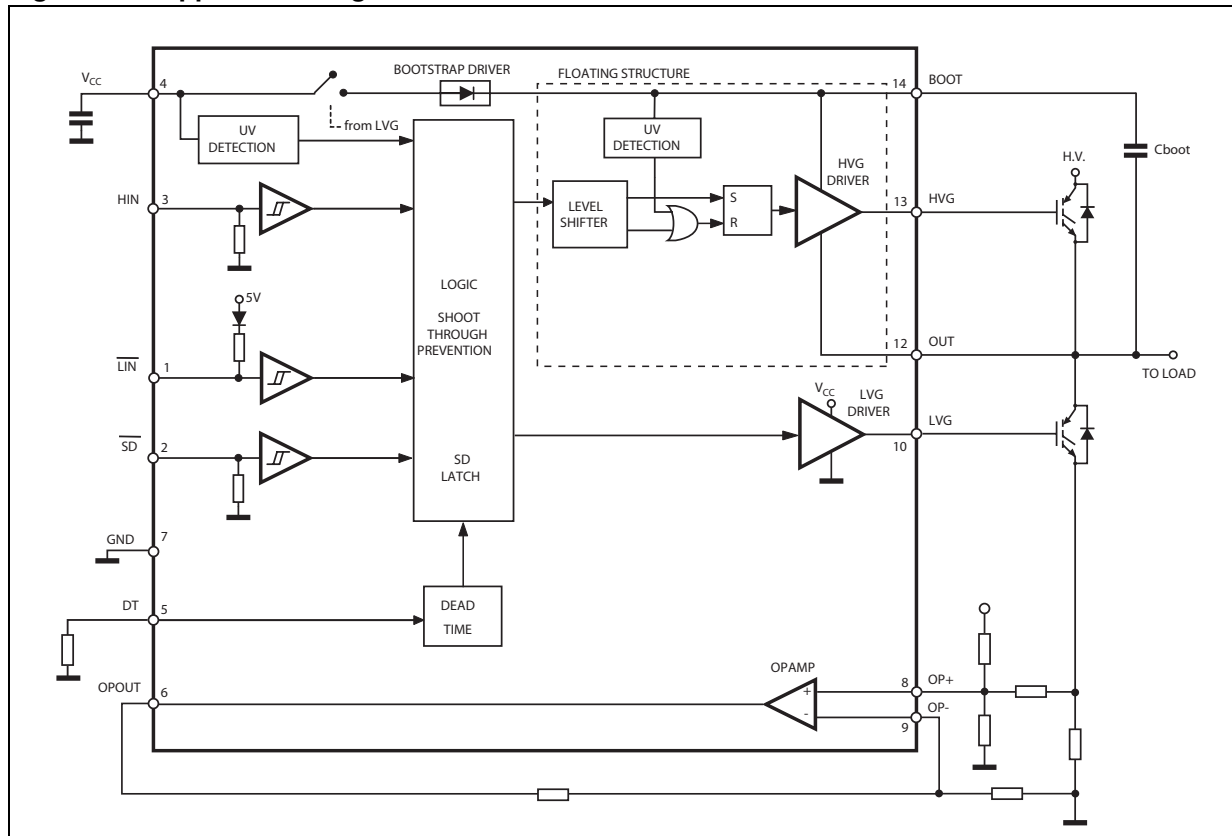 BOOTSTRAP DRIVER
FLOATING STRUCTURE
VCC
4
14
BOOT
from LVG
UV
DETECTION
UV
DETECTION
Cboot
H.V.
HVG
DRIVER
HIN
3
13
HVG
LEVEL
SHIFTER
S
R
LOGIC
SHOOT
THROUGH
PREVENTION
5V
12
OUT
TO LOAD
LIN
1
VCC
LVG
DRIVER
LVG
10
SD
2
SD
LATCH
GND
7
DT
5
DEAD
TIME
OPAMP
OPOUT
6
+
-
8
OP+
OP-
9